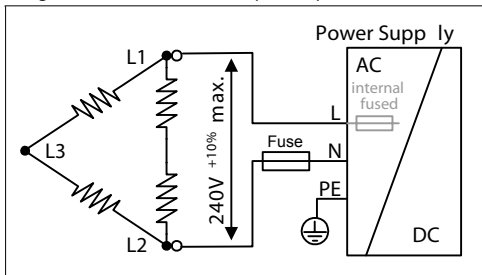 Power Supp ly
L1
AC
internal
fused
L
240V +10% max.
Fuse
N
L3
PE
L2
DC